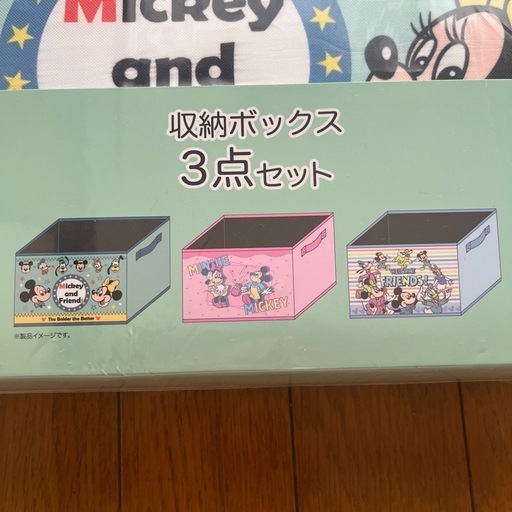 Mickey
and
収納ボックス
3点セット
Mickey
and
Friends
The Bolder the Better
MINNIE
MICKEY
FRIENDS!
※製品イメージです。